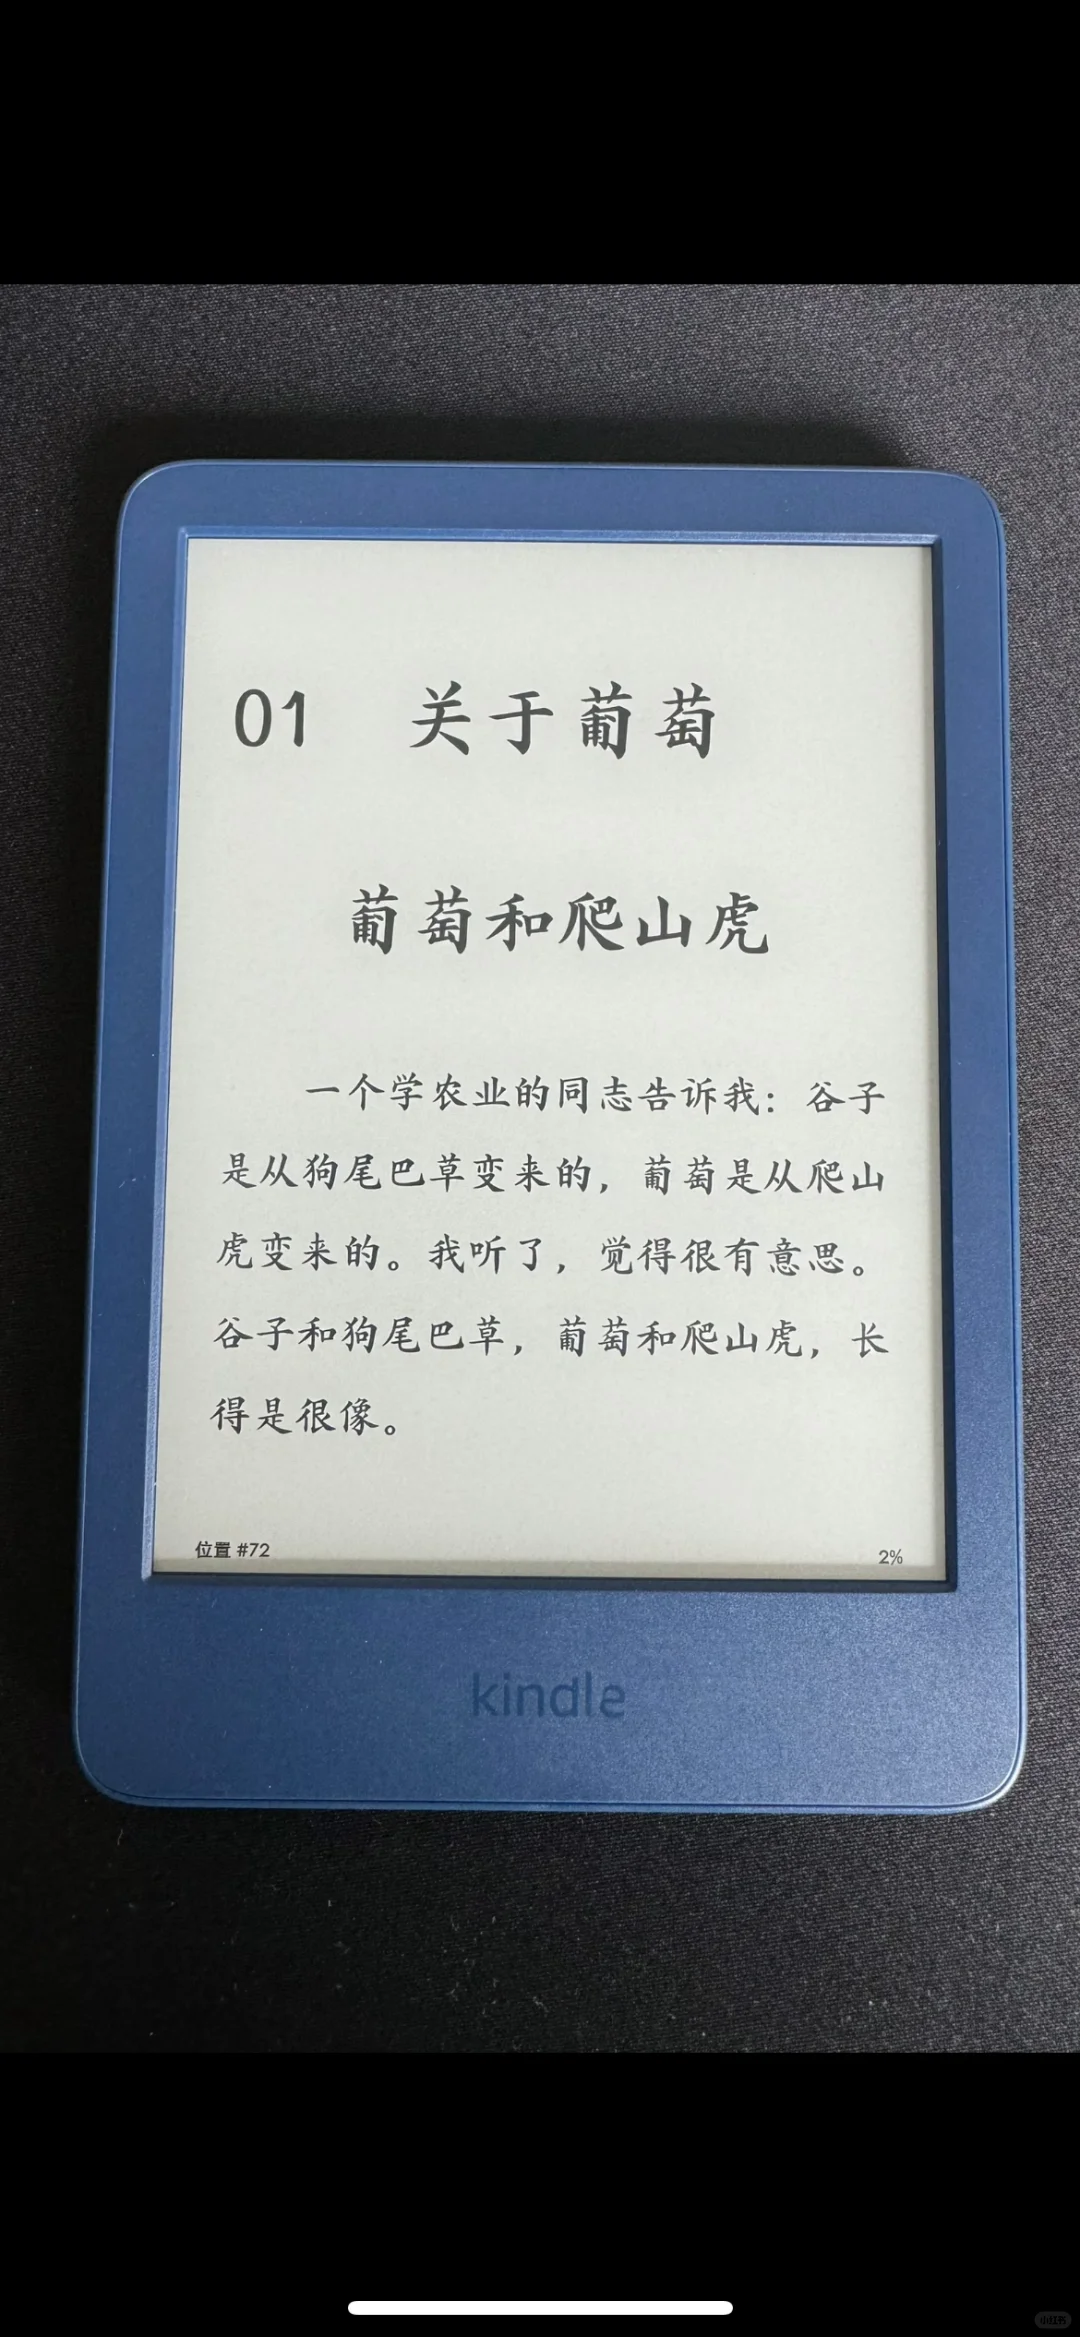 01 关于葡萄
葡萄和爬山虎
一个学农业的同志告诉我：谷子
是从狗尾巴草变来的，葡萄是从爬山
虎变来的。我听了，觉得很有意思。
谷子和狗尾巴草，葡萄和爬山虎，长
得是很像。
位置 #72
2%
kindle
小红书